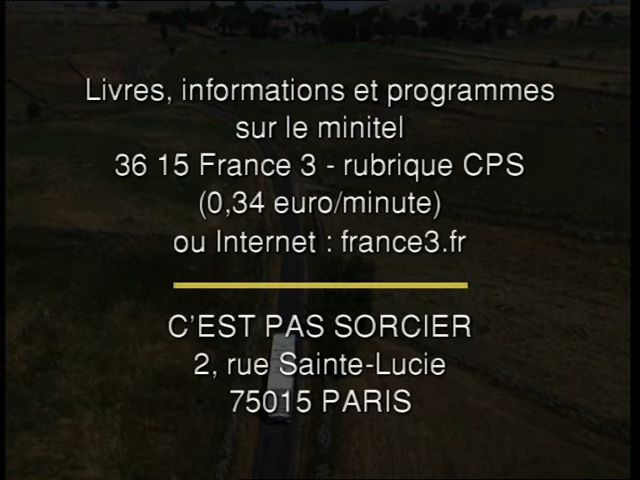 Livres, informations et programmes
sur le minitel
36 15 France 3 - rubrique CPS
(0,34 euro/minute)
ou Internet : france3.fr
C'EST PAS SORCIER
2, rue Sainte-Lucie
75015 PARIS